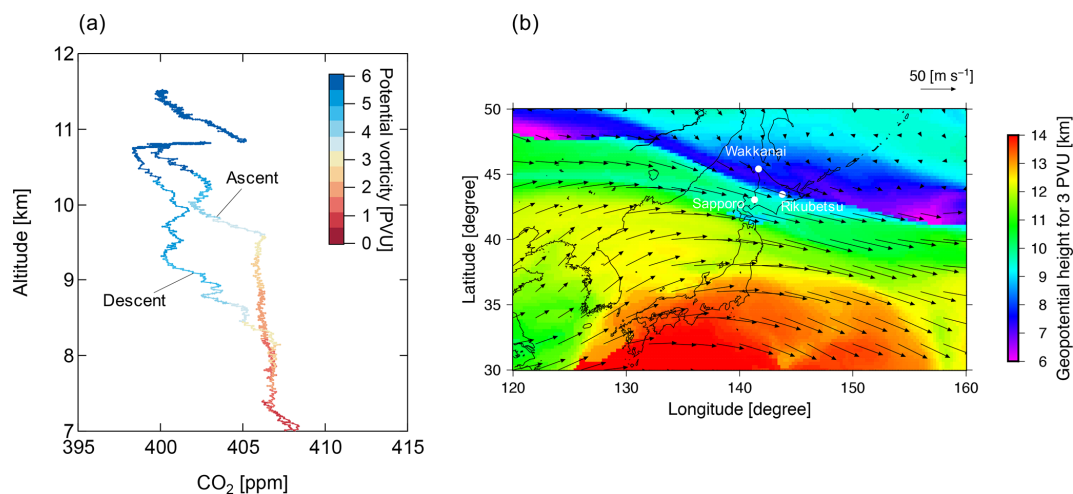 (a)
12
11
10
9
8
7
Altitude [km]
395
400
405
410
415
CO2 [ppm]
6
5
4
3
2
1
0
Potential vorticity [PVU]
Ascent
Descent
(b)
50 [m s⁻¹]
50
45
40
35
30
Latitude [degree]
120
130
140
150
160
Longitude [degree]
Wakkanai
Sapporo
Rikubetsu
14
13
12
11
10
9
8
7
6
Geopotential height for 3 PVU [km]